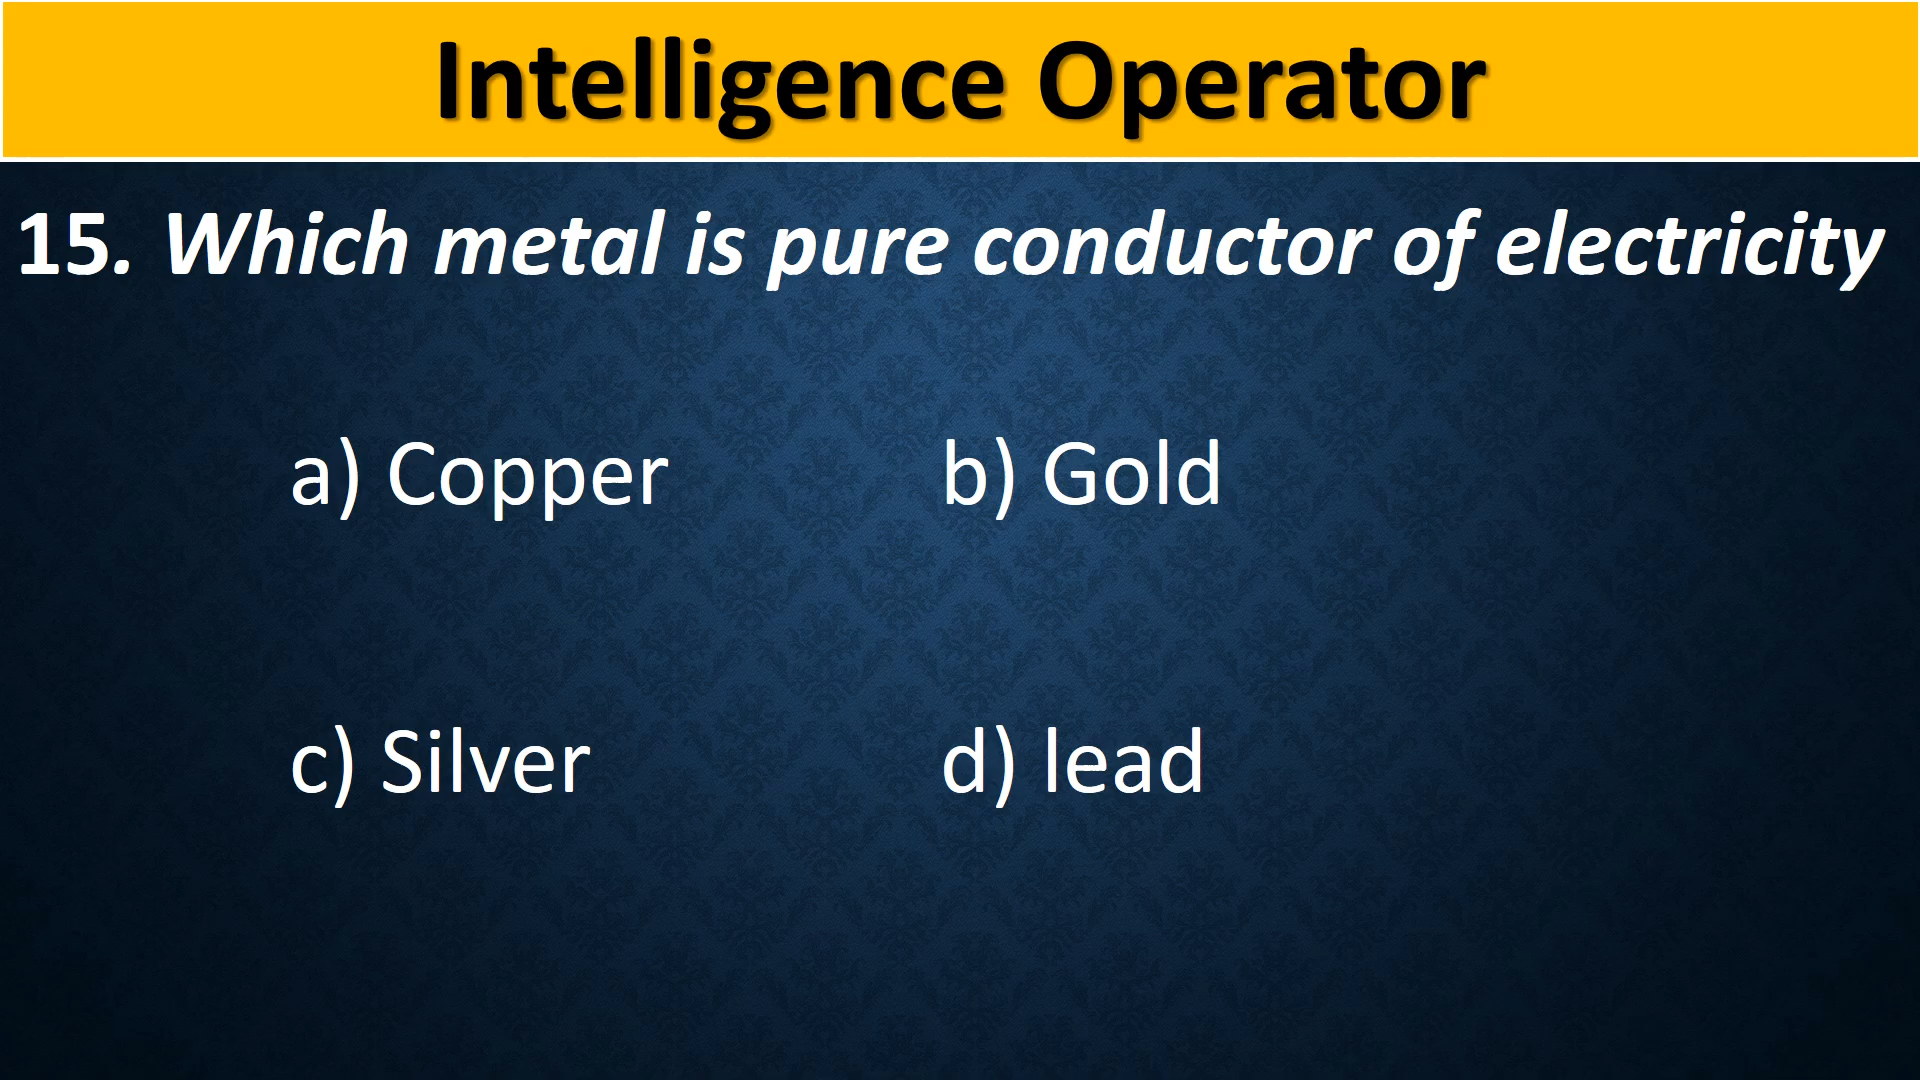 Intelligence Operator
15. Which metal is pure conductor of electricity
a) Copper b) Gold
c) Silver d) lead